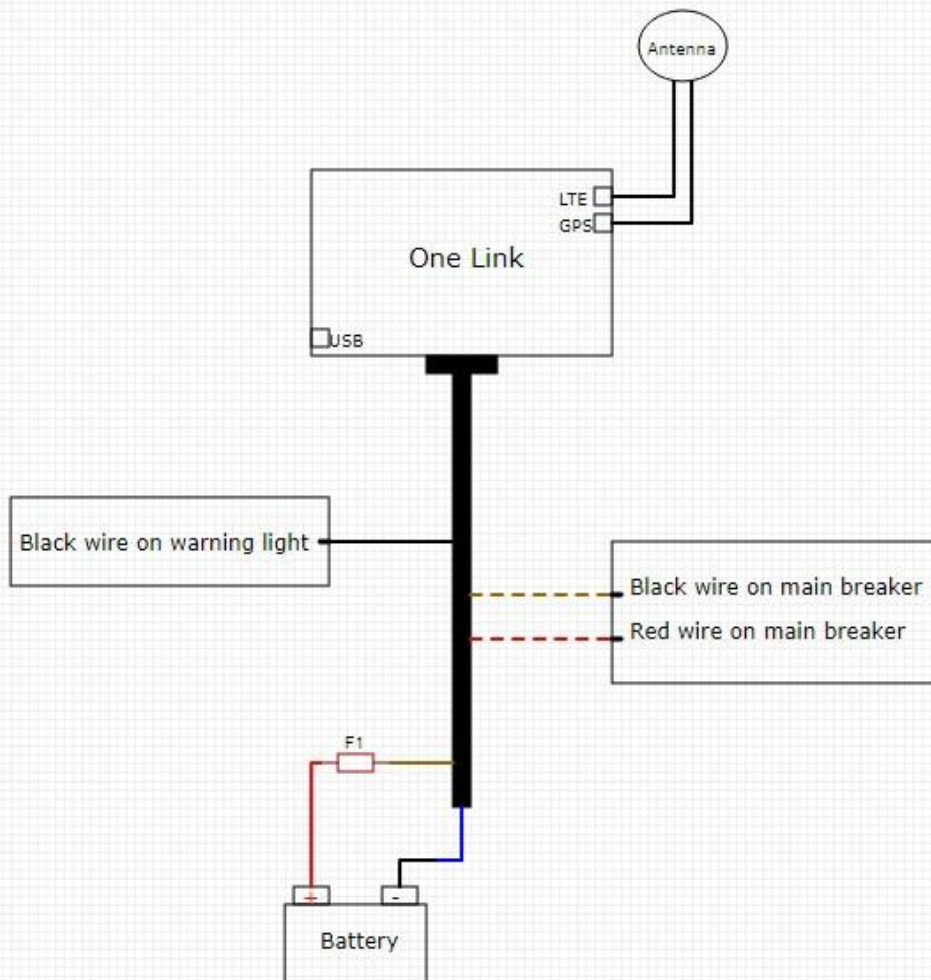 Antenna
LTE
GPS
One Link
USB
Black wire on warning light
Black wire on main breaker
Red wire on main breaker
F1
+
-
Battery